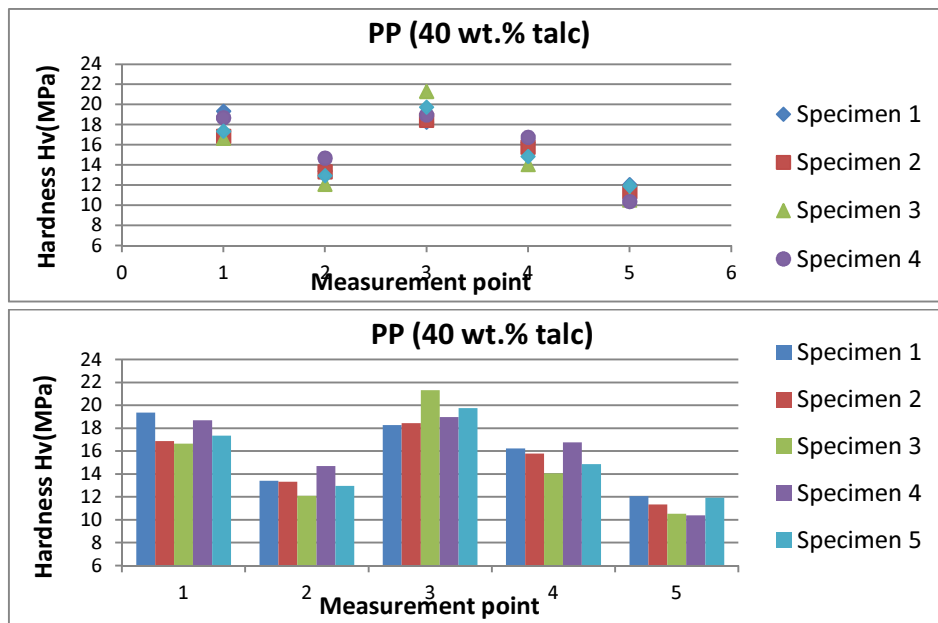 PP (40 wt.% talc)
Hardness Hv(MPa)
24
22
20
18
16
14
12
10
8
6
0 1 2 3 4 5 6
Measurement point
Specimen 1
Specimen 2
Specimen 3
Specimen 4
PP (40 wt.% talc)
Hardness Hv(MPa)
24
22
20
18
16
14
12
10
8
6
1 2 3 4 5
Measurement point
Specimen 1
Specimen 2
Specimen 3
Specimen 4
Specimen 5